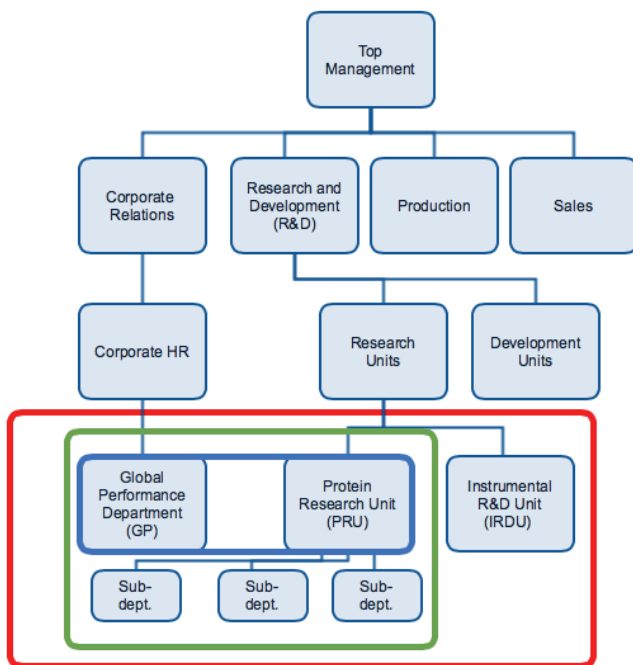 Top
Management
Corporate
Relations
Research and
Development
(R&D)
Production
Sales
Corporate HR
Research
Units
Development
Units
Global
Performance
Department
(GP)
Protein
Research Unit
(PRU)
Instrumental
R&D Unit
(IRDU)
Sub-
dept.
Sub-
dept.
Sub-
dept.